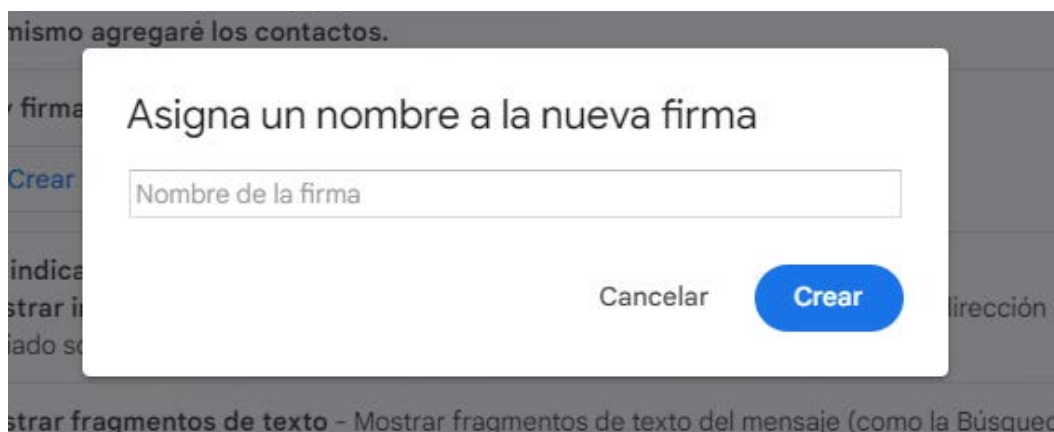 mismo agregaré los contactos.
firma
Asigna un nombre a la nueva firma
Crear
Nombre de la firma
indica
strar
Cancelar
Crear
dirección
iado
strar fragmentos de texto - Mostrar fragmentos de texto del mensaje (como la Búsqued